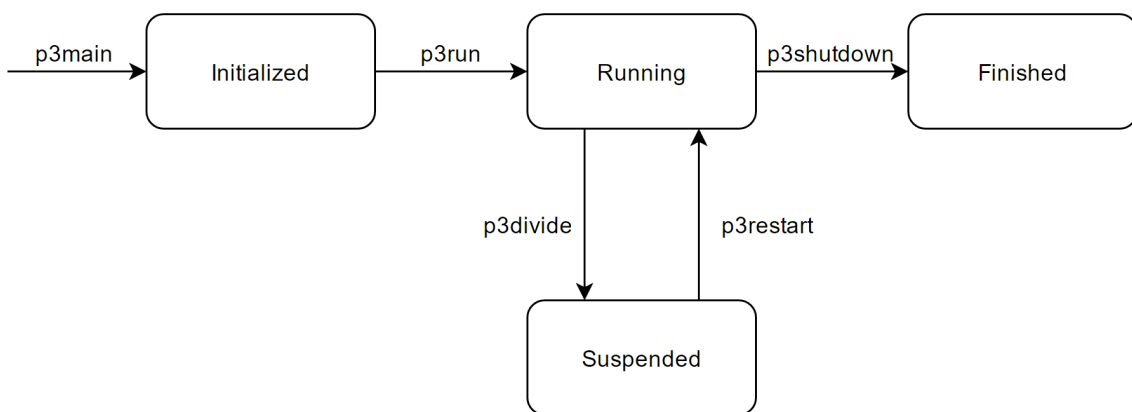 p3main
Initialized
p3run
Running
p3shutdown
Finished
p3divide
p3restart
Suspended